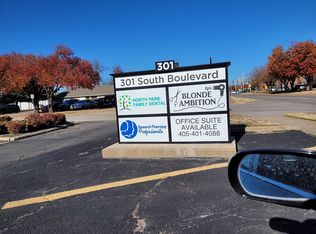 301
301 South Boulevard
NORTH PARK
FAMILY DENTAL
BLONDE
AMBITION
Speech Therapy
Professionals
OFFICE SUITE
AVAILABLE
405-401-4088